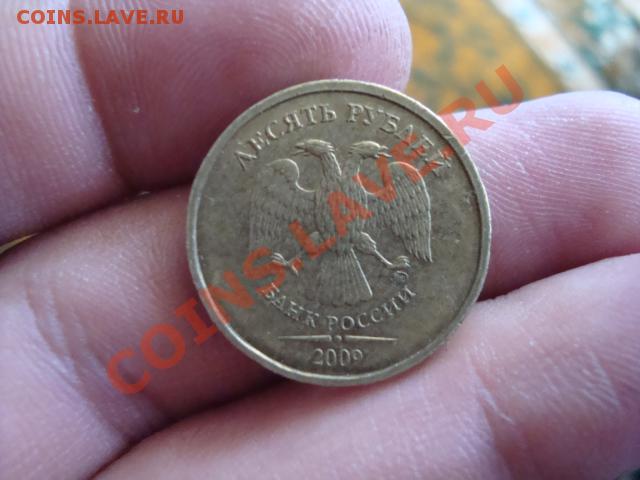 COINS.LAVE.RU
ДЕСЯТЬ РУБЛЕЙ
COINS.LAVE.RU
БАНК РОССИИ
2009